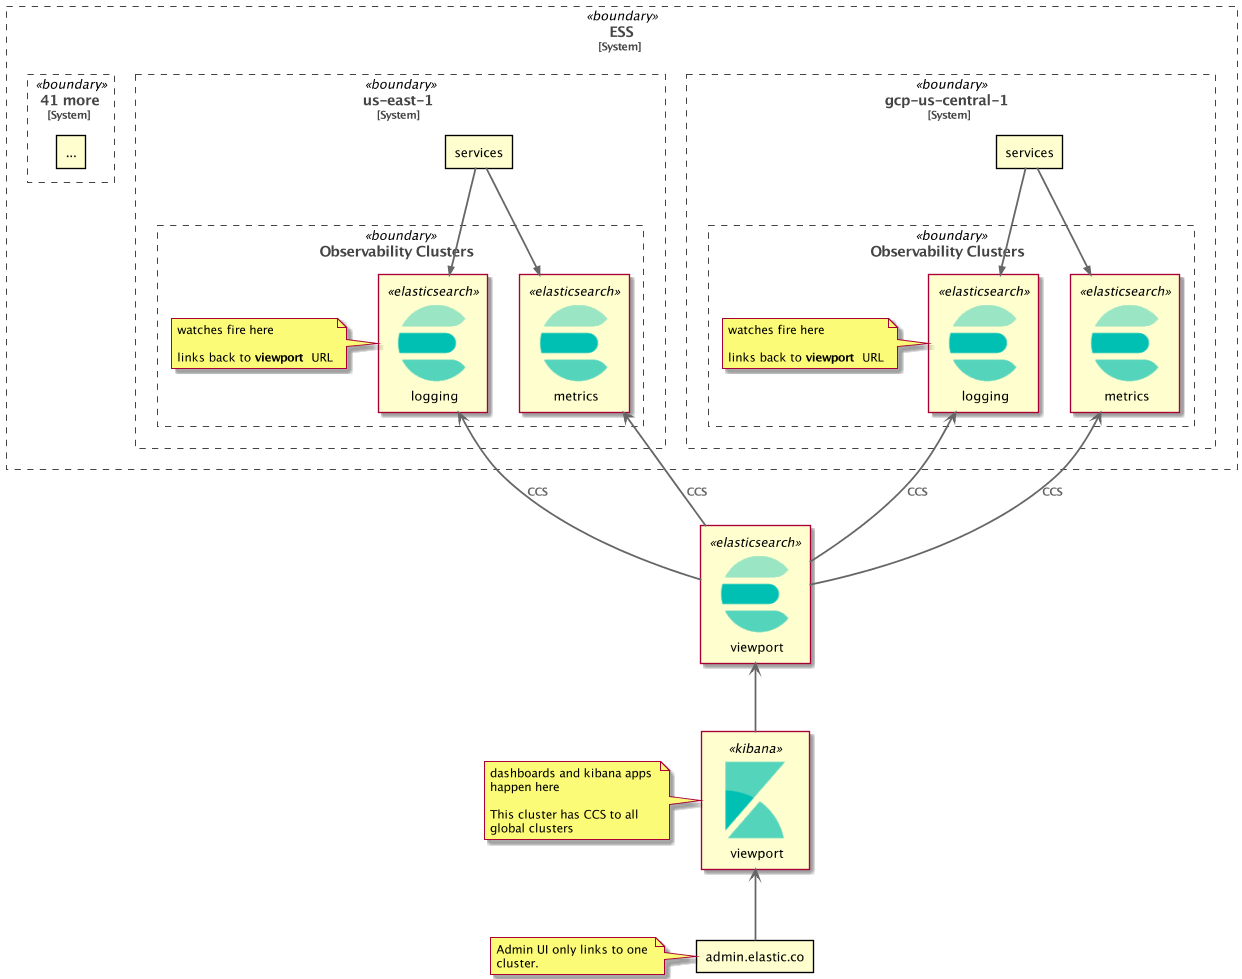 «boundary»
ESS
[System]
«boundary»
41 more
[System]
...
«boundary»
us-east-1
[System]
services
«boundary»
Observability Clusters
watches fire here
links back to viewport URL
«elasticsearch»
logging
«elasticsearch»
metrics
«boundary»
gcp-us-central-1
[System]
services
«boundary»
Observability Clusters
watches fire here
links back to viewport URL
«elasticsearch»
logging
«elasticsearch»
metrics
CCS
CCS
CCS
CCS
«elasticsearch»
viewport
dashboards and kibana apps
happen here
This cluster has CCS to all
global clusters
«kibana»
viewport
Admin UI only links to one
cluster.
admin.elastic.co